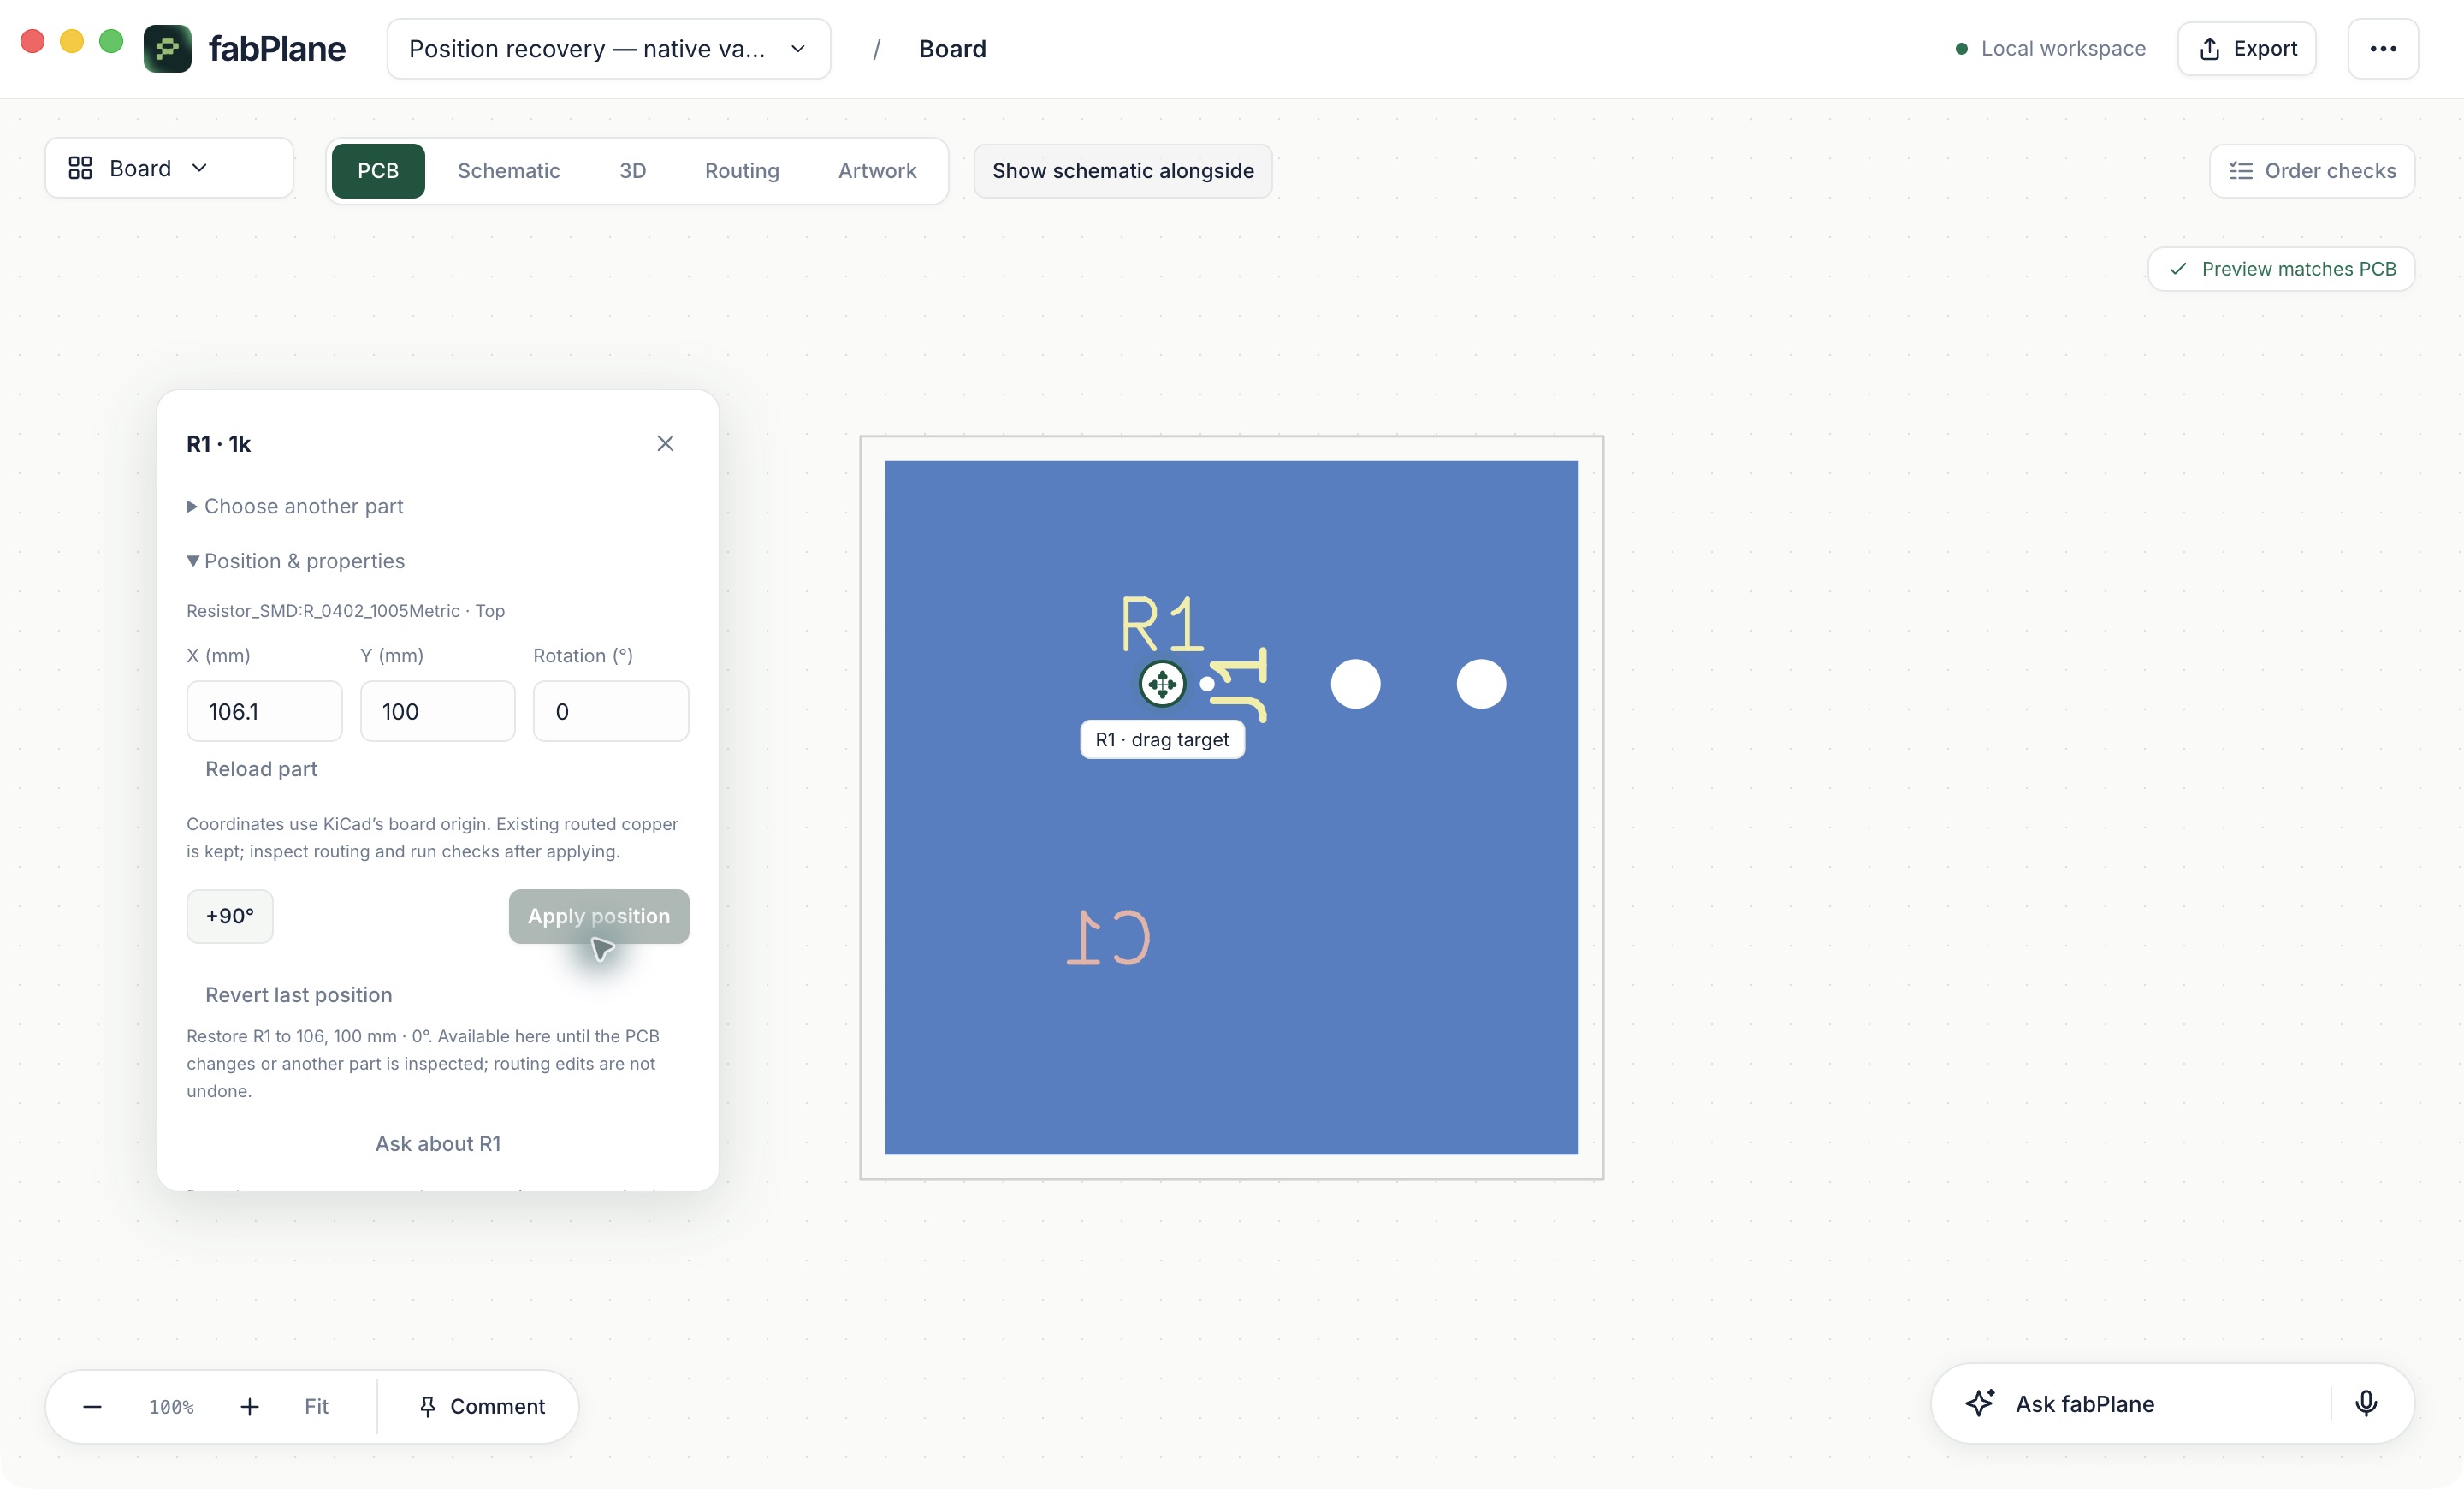 fabPlane
Position recovery — native va...
/
Board
Local workspace
Export
Board
PCB
Schematic
3D
Routing
Artwork
Show schematic alongside
Order checks
Preview matches PCB
R1 · 1k
Choose another part
Position & properties
Resistor_SMD:R_0402_1005Metric · Top
X (mm)
Y (mm)
Rotation (°)
106.1
100
0
Reload part
Coordinates use KiCad’s board origin. Existing routed copper
is kept; inspect routing and run checks after applying.
+90°
Apply position
Revert last position
Restore R1 to 106, 100 mm · 0°. Available here until the PCB
changes or another part is inspected; routing edits are not
undone.
Ask about R1
R1
J1
R1 · drag target
C1
100%
Fit
Comment
Ask fabPlane